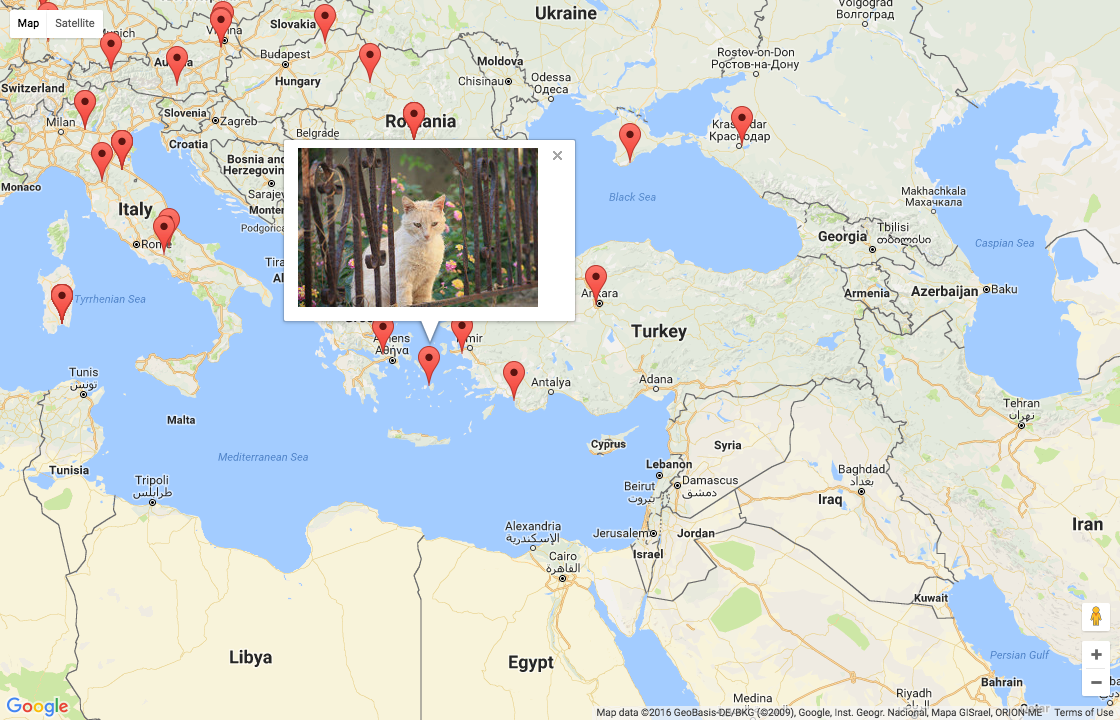 Map Satellite
Ukraine
Volgograd
Волгоград
Slovakia
Munich
Vienna
Rostov-on-Don
Ростов-на-Дону
Budapest
Moldova
Switzerland
Hungary
Chisinau
Odessa
Одеса
Slovenia
Milan
Zagreb
Romania
Krasnodar
Краснодар
Croatia
Belgrade
Bosnia and
Herzegovina
Monaco
Sarajevo
Black Sea
Makhachkala
Махачкала
Italy
Podgorica
Georgia
Tbilisi
თბილისი
Caspian Sea
Rome
Tyrrhenian Sea
Ankara
Armenia
Azerbaijan
Baku
Turkey
Athens
Αθήνα
Izmir
Tunis
تونس
Antalya
Adana
Tehran
تهران
Malta
Cyprus
Syria
Mediterranean Sea
Tunisia
Lebanon
Baghdad
بغداد
Tripoli
طرابلس
Beirut
بيروت
Damascus
دمشق
Iraq
Alexandria
الإسكندرية
Jerusalem
Jordan
Iran
Israel
Cairo
القاهرة
Kuwait
Libya
Egypt
Persian Gulf
Bahrain
Medina
Riyadh
Google
Map data ©2016 GeoBasis-DE/BKG (©2009), Google, Inst. Geogr. Nacional, Mapa GISrael, ORION-ME
Terms of Use